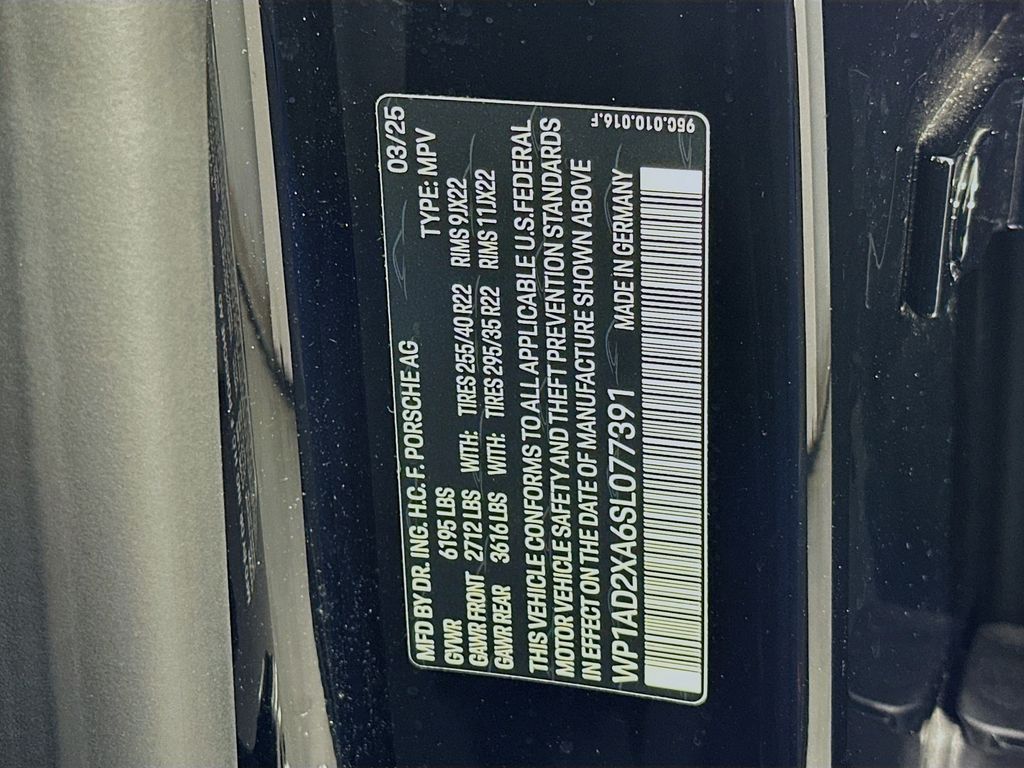 MFD BY DR. ING. H.C. F. PORSCHE AG 03/25
GVWR 6195 LBS TYPE: MPV
GAWR FRONT 2712 LBS WITH: TIRES 255/40 R22 RIMS 9JX22
GAWR REAR 3616 LBS WITH: TIRES 295/35 R22 RIMS 11JX22
THIS VEHICLE CONFORMS TO ALL APPLICABLE U.S. FEDERAL
MOTOR VEHICLE SAFETY AND THEFT PREVENTION STANDARDS
IN EFFECT ON THE DATE OF MANUFACTURE SHOWN ABOVE
WP1AD2XA6SL077391 MADE IN GERMANY
95C.010.016.F